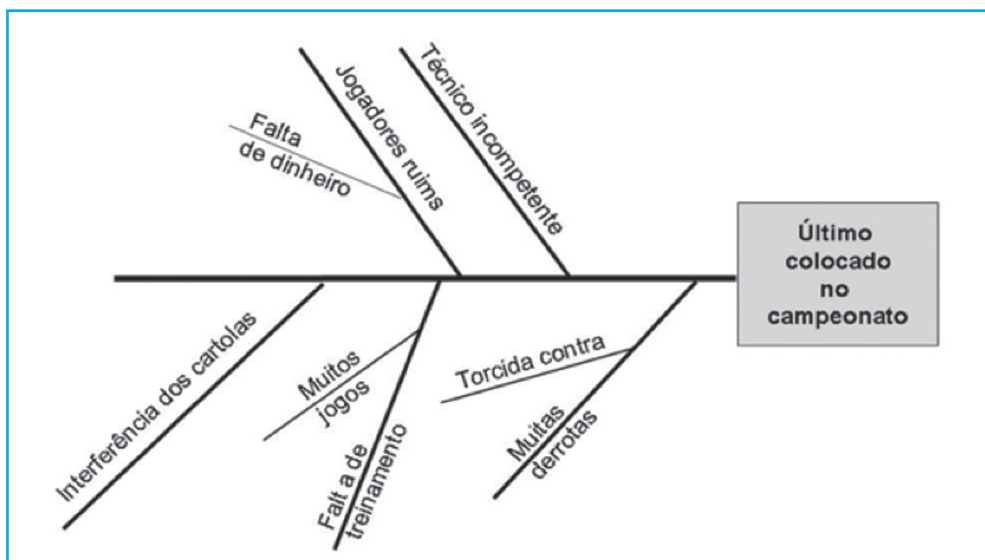 Técnico incompetente
Jogadores ruims
Falta
de dinheiro
Último
colocado
no
campeonato
Interferência dos cartolas
Muitos
jogos
Falt a de
treinamento
Torcida contra
Muitas
derrotas